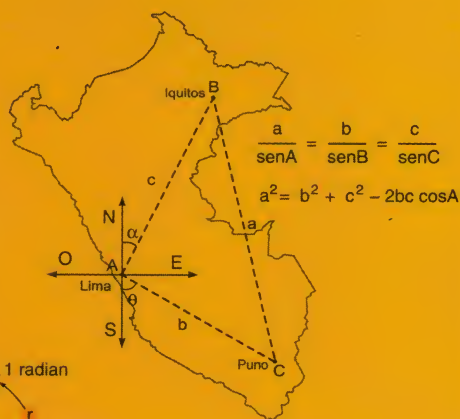 B
Iquitos
a/senA = b/senB = c/senC
c
a² = b² + c² – 2bc cosA
N
α
a
O
A
E
Lima
θ
S
b
Puno
C
1 radian
r